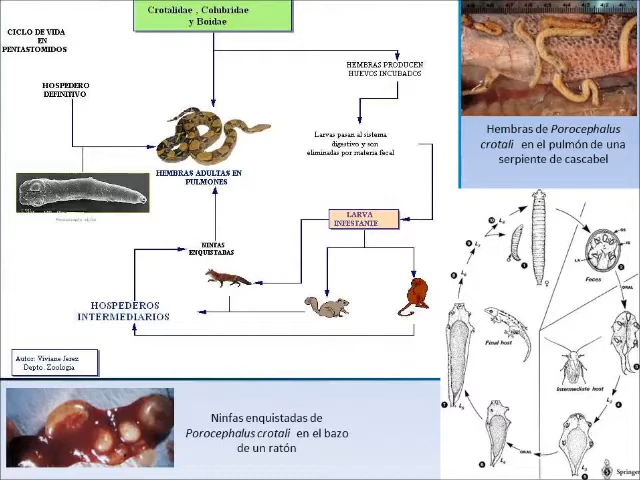 Crotalidae , Colubridae
y Boidae
CICLO DE VIDA
EN
PENTASTOMIDOS
HOSPEDERO
DEFINITIVO
HEMBRAS PRODUCEN
HUEVOS INCUBADOS
Larvas pasan al sistema
digestivo y son
eliminadas por materia fecal
HEMBRAS ADULTAS EN
PULMONES
LARVA
INFESTANTE
NINFAS
ENQUISTADAS
HOSPEDEROS
INTERMEDIARIOS
Autor: Viviane Jerez
Depto. Zoología
Hembras de Porocephalus
crotali en el pulmón de una
serpiente de cascabel
Ninfas enquistadas de
Porocephalus crotali en el bazo
de un ratón
Feces
ORAL
Final host
Intermediate host
ORAL
Springer